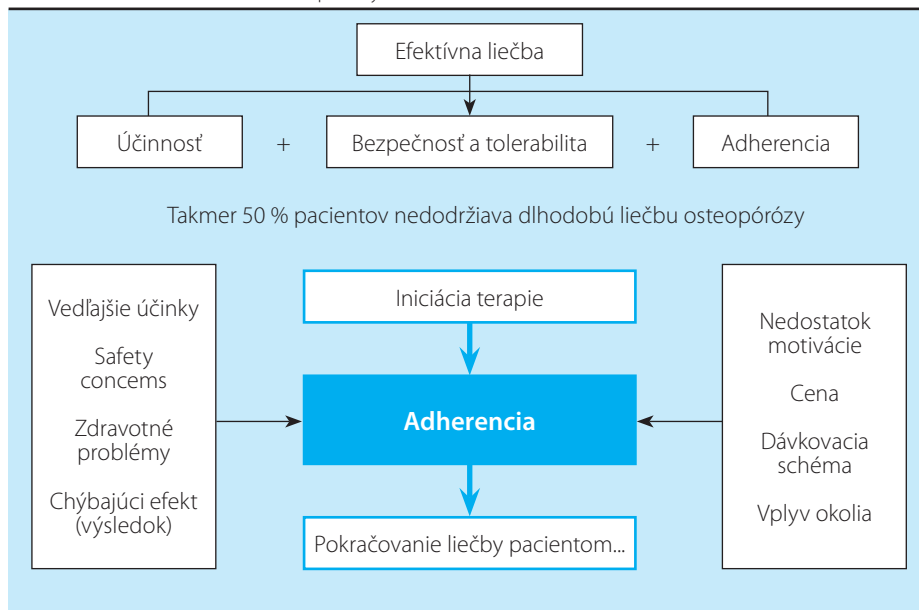 Efektívna liečba
Účinnosť + Bezpečnosť a tolerabilita + Adherencia
Takmer 50 % pacientov nedodržiava dlhodobú liečbu osteopórózy
Vedľajšie účinky
Safety
concems
Zdravotné
problémy
Chýbajúci efekt
(výsledok)
Iniciácia terapie
Adherencia
Pokračovanie liečby pacientom...
Nedostatok
motivácie
Cena
Dávkovacia
schéma
Vplyv okolia